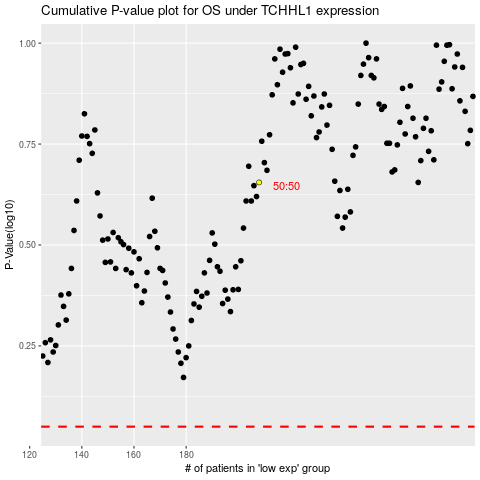 Cumulative P-value plot for OS under TCHHL1 expression
P-Value(log10)
1.00
0.75
0.50
0.25
50:50
120 140 160 180
# of patients in 'low exp' group